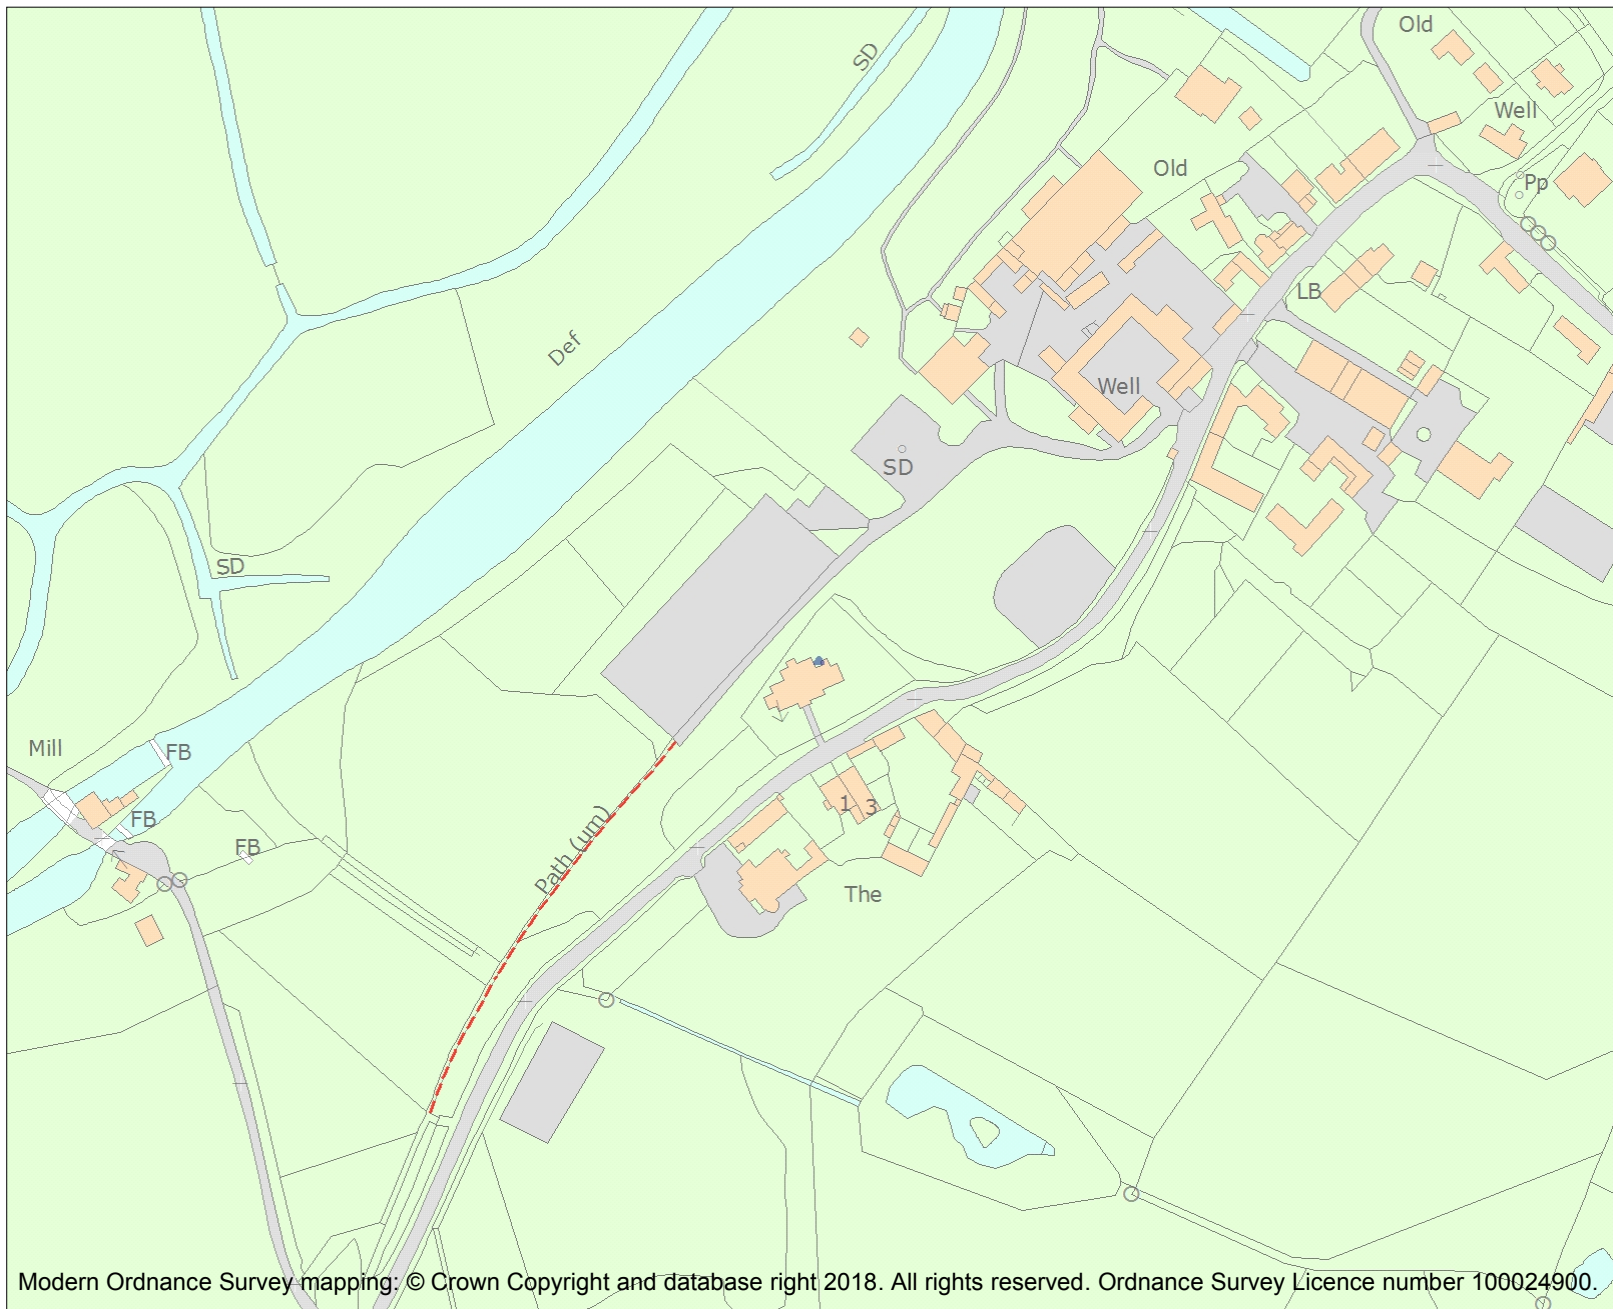 Old
SD
Well
Old
Pp
LB
Def
Well
SD
SD
Mill
FB
FB
FB
1
3
Path (um)
The
Modern Ordnance Survey mapping: © Crown Copyright and database right 2018. All rights reserved. Ordnance Survey Licence number 100024900.